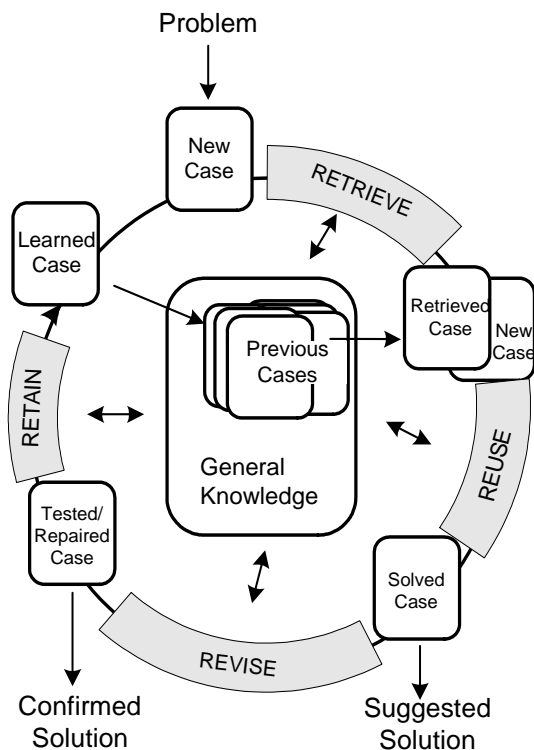 Problem
New
Case
RETRIEVE
Learned
Case
Retrieved
Case
New
Case
Previous
Cases
RETAIN
General
Knowledge
REUSE
Tested/
Repaired
Case
Solved
Case
REVISE
Confirmed
Solution
Suggested
Solution